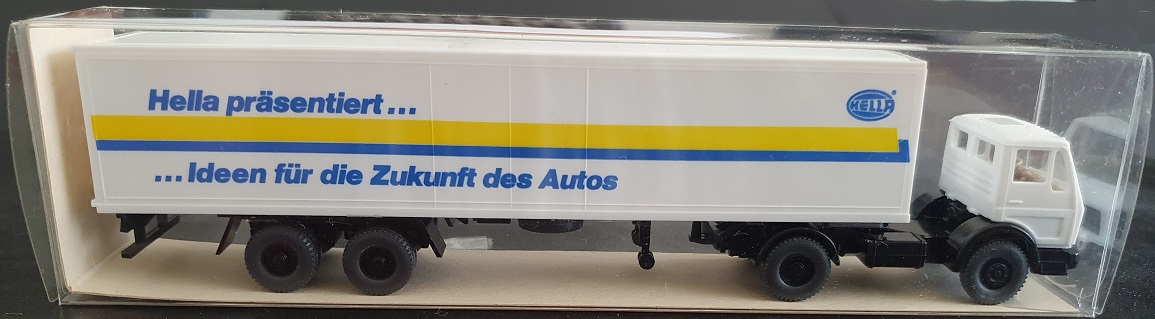 Hella präsentiert...
HELLA
...Ideen für die Zukunft des Autos